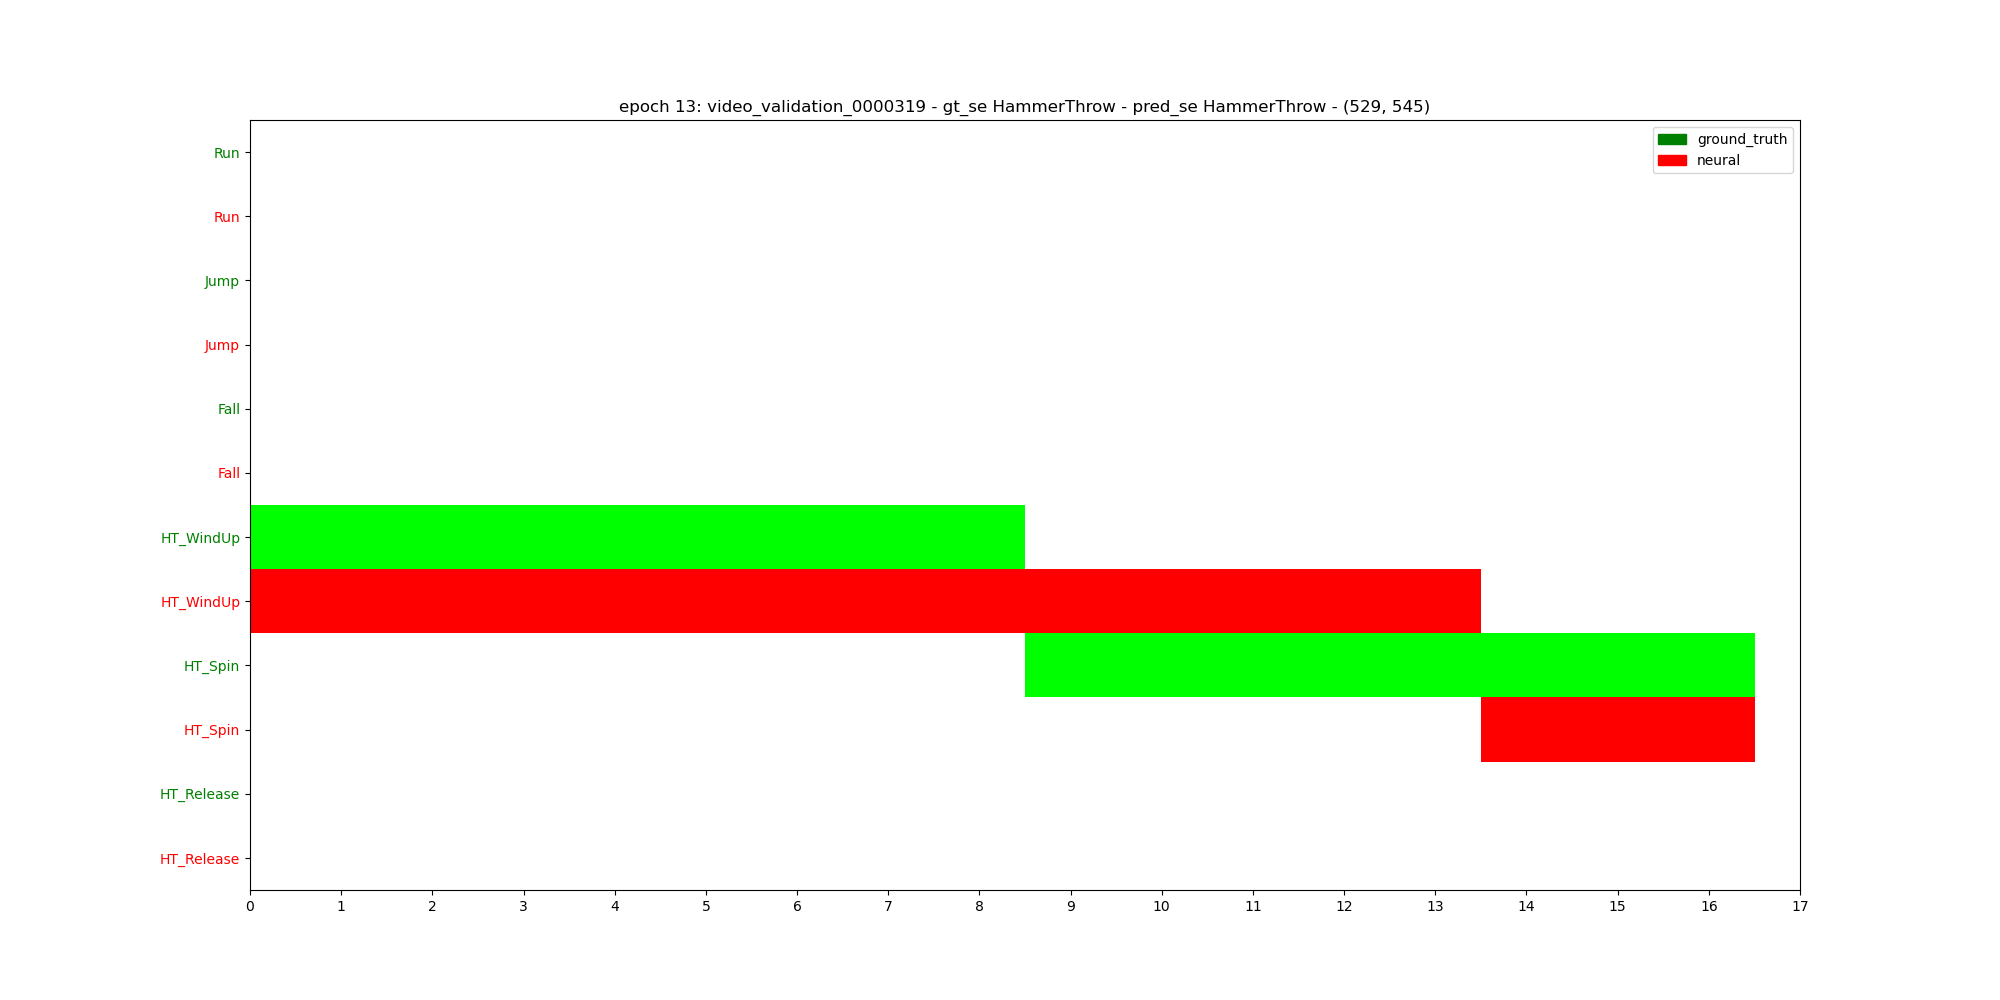 epoch 13: video_validation_0000319 - gt_se HammerThrow - pred_se HammerThrow - (529, 545)
ground_truth
neural
Run
Run
Jump
Jump
Fall
Fall
HT_WindUp
HT_WindUp
HT_Spin
HT_Spin
HT_Release
HT_Release
0 1 2 3 4 5 6 7 8 9 10 11 12 13 14 15 16 17